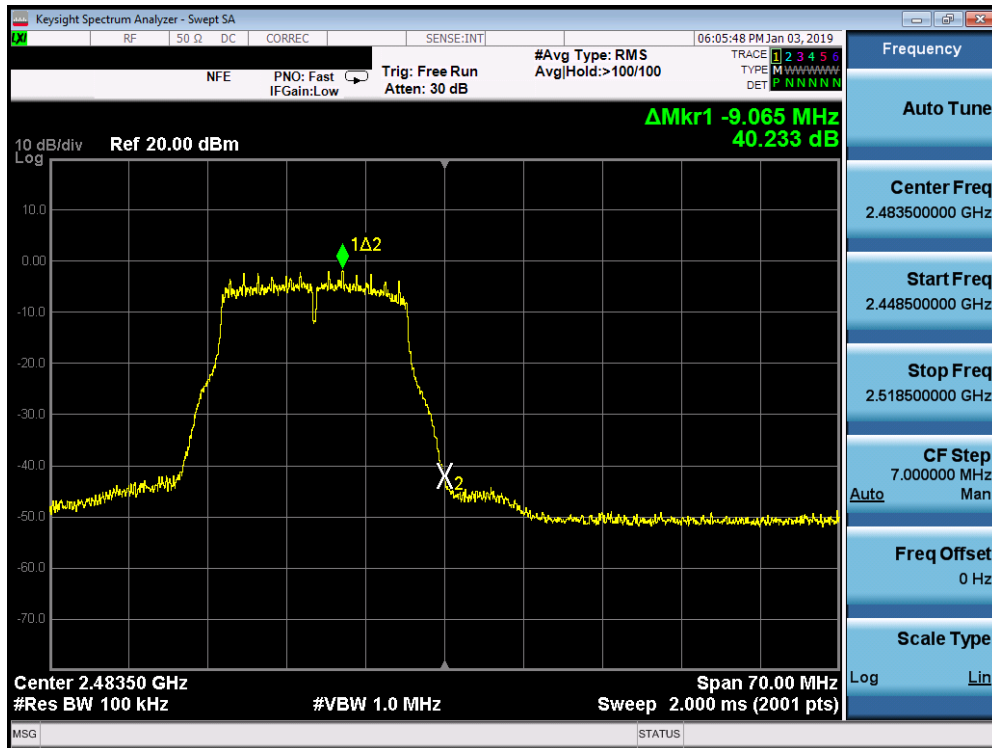 Keysight Spectrum Analyzer - Swept SA
LXI RF 50 Ω DC CORREC SENSE:INT 06:05:48 PM Jan 03, 2019
NFE PNO: Fast IFGain:Low
Trig: Free Run
Atten: 30 dB
#Avg Type: RMS
Avg|Hold:>100/100
TRACE 1 2 3 4 5 6
TYPE M W W W W W
DET P N N N N N
ΔMkr1 -9.065 MHz
40.233 dB
10 dB/div Ref 20.00 dBm
Log
10.0
0.00
-10.0
-20.0
-30.0
-40.0
-50.0
-60.0
-70.0
1Δ2
2
Center 2.48350 GHz Span 70.00 MHz
#Res BW 100 kHz #VBW 1.0 MHz Sweep 2.000 ms (2001 pts)
MSG STATUS
Frequency
Auto Tune
Center Freq
2.483500000 GHz
Start Freq
2.448500000 GHz
Stop Freq
2.518500000 GHz
CF Step
7.000000 MHz
Auto Man
Freq Offset
0 Hz
Scale Type
Log Lin